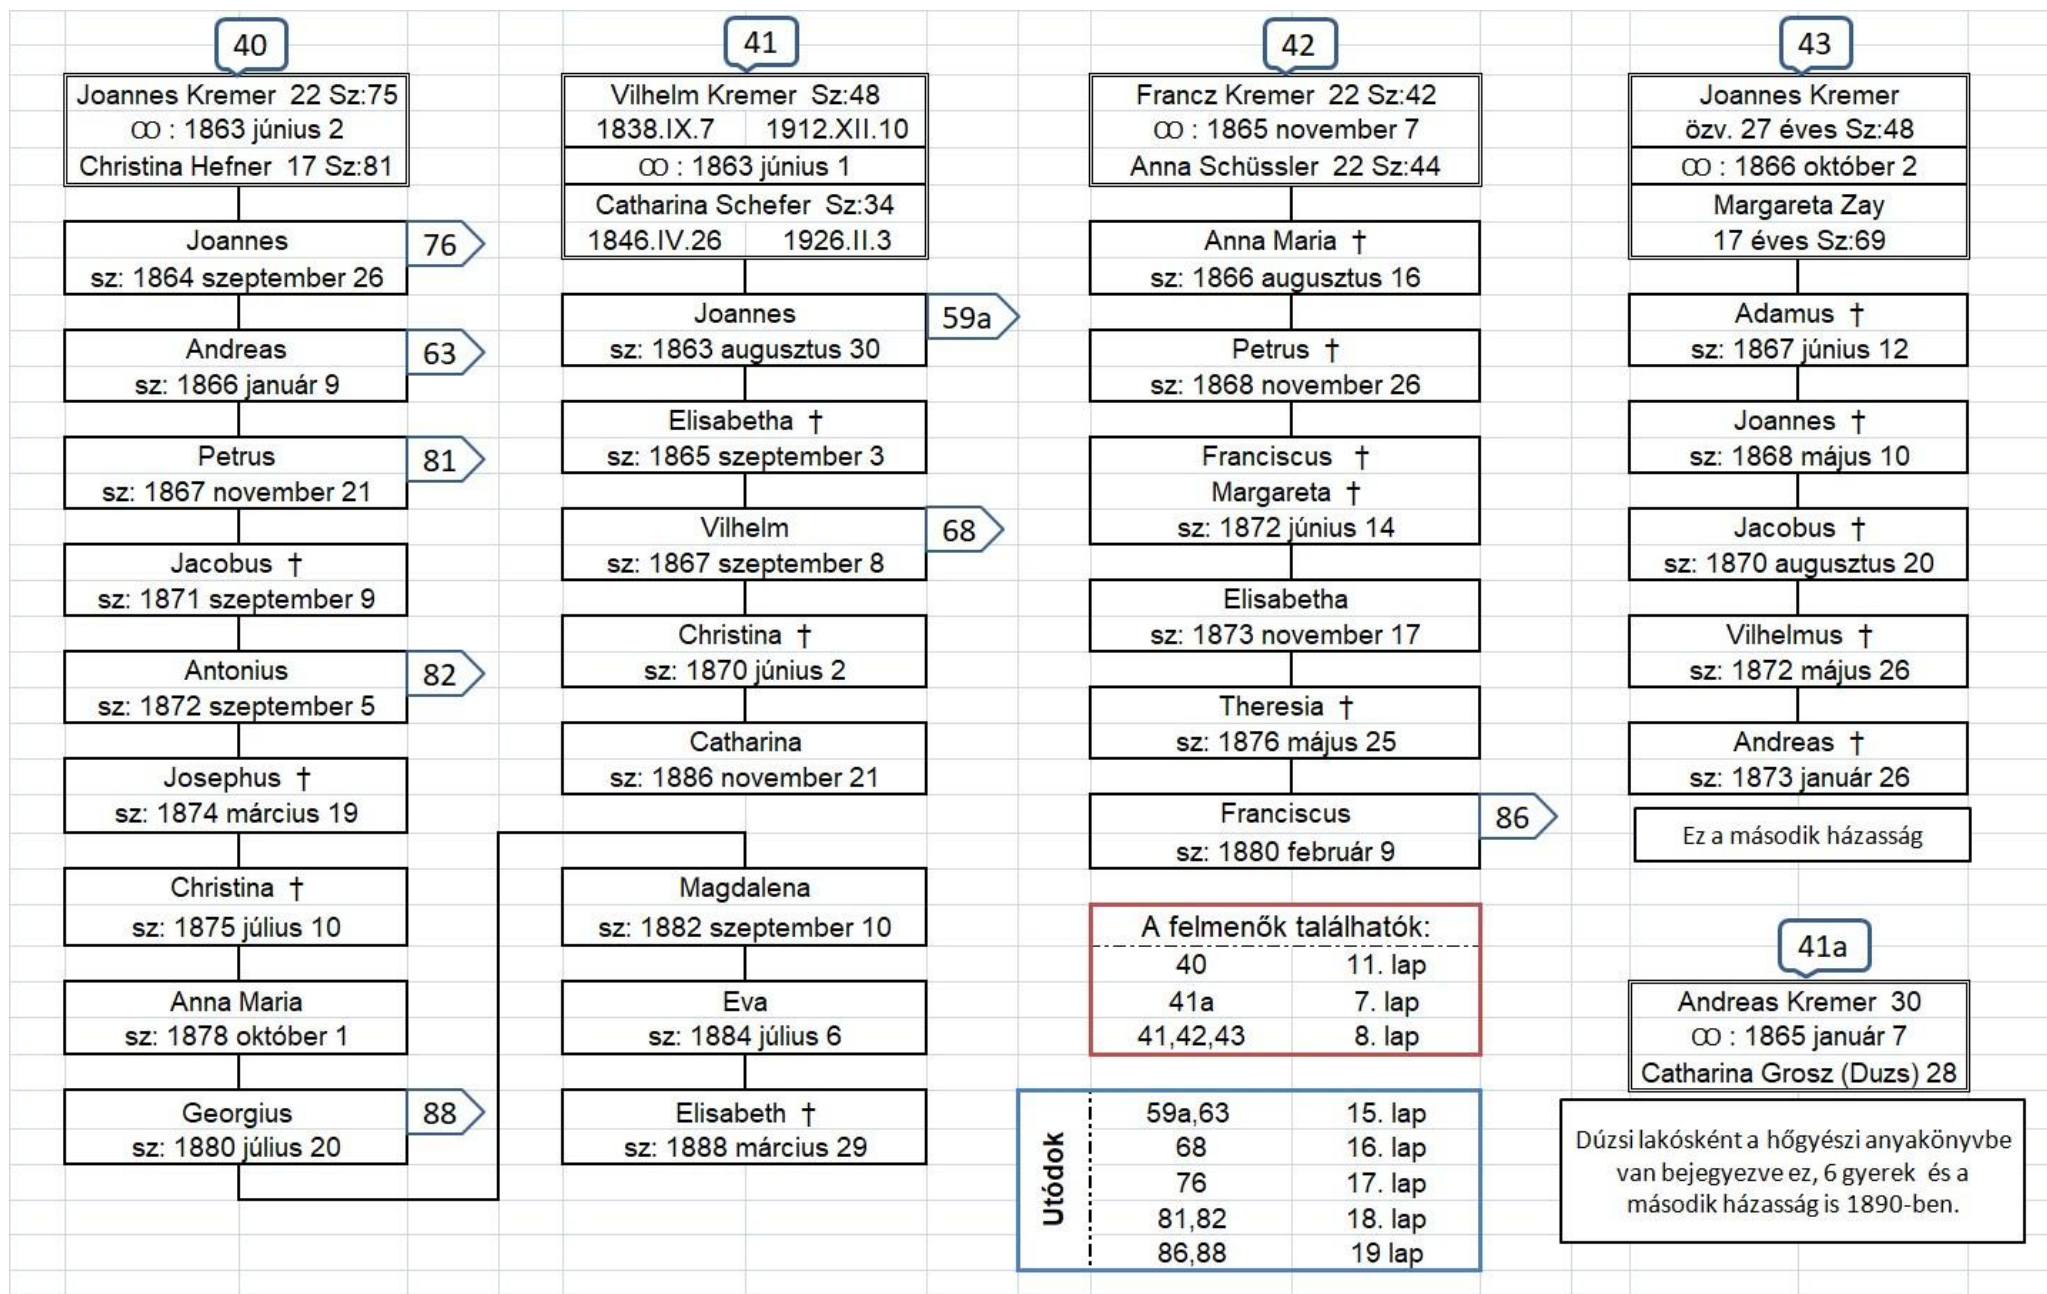 40
Joannes Kremer 22 Sz:75
ꝏ : 1863 június 2
Christina Hefner 17 Sz:81
Joannes
sz: 1864 szeptember 26
76
Andreas
sz: 1866 január 9
63
Petrus
sz: 1867 november 21
81
Jacobus †
sz: 1871 szeptember 9
Antonius
sz: 1872 szeptember 5
82
Josephus †
sz: 1874 március 19
Christina †
sz: 1875 július 10
Anna Maria
sz: 1878 október 1
Georgius
sz: 1880 július 20
88
Magdalena
sz: 1882 szeptember 10
Eva
sz: 1884 július 6
Elisabeth †
sz: 1888 március 29
41
Vilhelm Kremer Sz:48
1838.IX.7 1912.XII.10
ꝏ : 1863 június 1
Catharina Schefer Sz:34
1846.IV.26 1926.II.3
Joannes
sz: 1863 augusztus 30
59a
Elisabetha †
sz: 1865 szeptember 3
Vilhelm
sz: 1867 szeptember 8
68
Christina †
sz: 1870 június 2
Catharina
sz: 1886 november 21
42
Francz Kremer 22 Sz:42
ꝏ : 1865 november 7
Anna Schüssler 22 Sz:44
Anna Maria †
sz: 1866 augusztus 16
Petrus †
sz: 1868 november 26
Franciscus †
Margareta †
sz: 1872 június 14
Elisabetha
sz: 1873 november 17
Theresia †
sz: 1876 május 25
Franciscus
sz: 1880 február 9
86
A felmenők találhatók:
40 11. lap
41a 7. lap
41,42,43 8. lap
Utódok
59a,63 15. lap
68 16. lap
76 17. lap
81,82 18. lap
86,88 19 lap
43
Joannes Kremer
özv. 27 éves Sz:48
ꝏ : 1866 október 2
Margareta Zay
17 éves Sz:69
Adamus †
sz: 1867 június 12
Joannes †
sz: 1868 május 10
Jacobus †
sz: 1870 augusztus 20
Vilhelmus †
sz: 1872 május 26
Andreas †
sz: 1873 január 26
Ez a második házasság
41a
Andreas Kremer 30
ꝏ : 1865 január 7
Catharina Grosz (Duzs) 28
Dúzsi lakósként a hőgyészi anyakönyvbe
van bejegyezve ez, 6 gyerek és a
második házasság is 1890-ben.